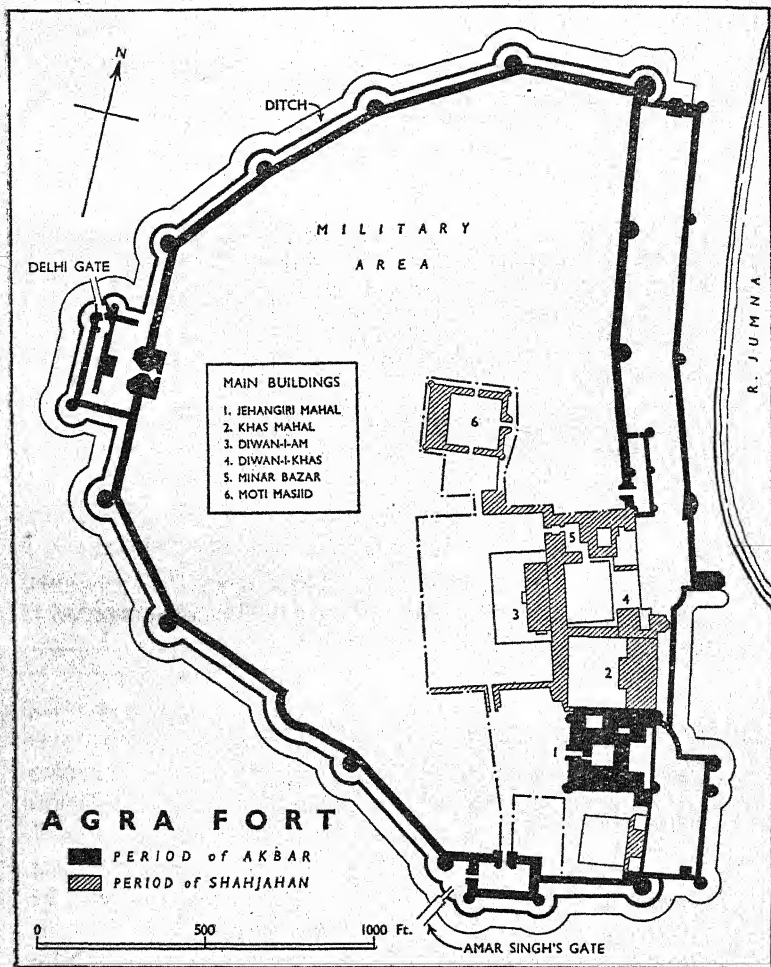 N
DITCH
MILITARY
AREA
DELHI GATE
R. JUMNA
MAIN BUILDINGS
1. JEHANGIRI MAHAL
2. KHAS MAHAL
3. DIWAN-I-AM
4. DIWAN-I-KHAS
5. MINAR BAZAR
6. MOTI MASJID
6
5
3
4
2
1
AGRA FORT
PERIOD of AKBAR
PERIOD of SHAHJAHAN
0 500 1000 Ft.
AMAR SINGH'S GATE